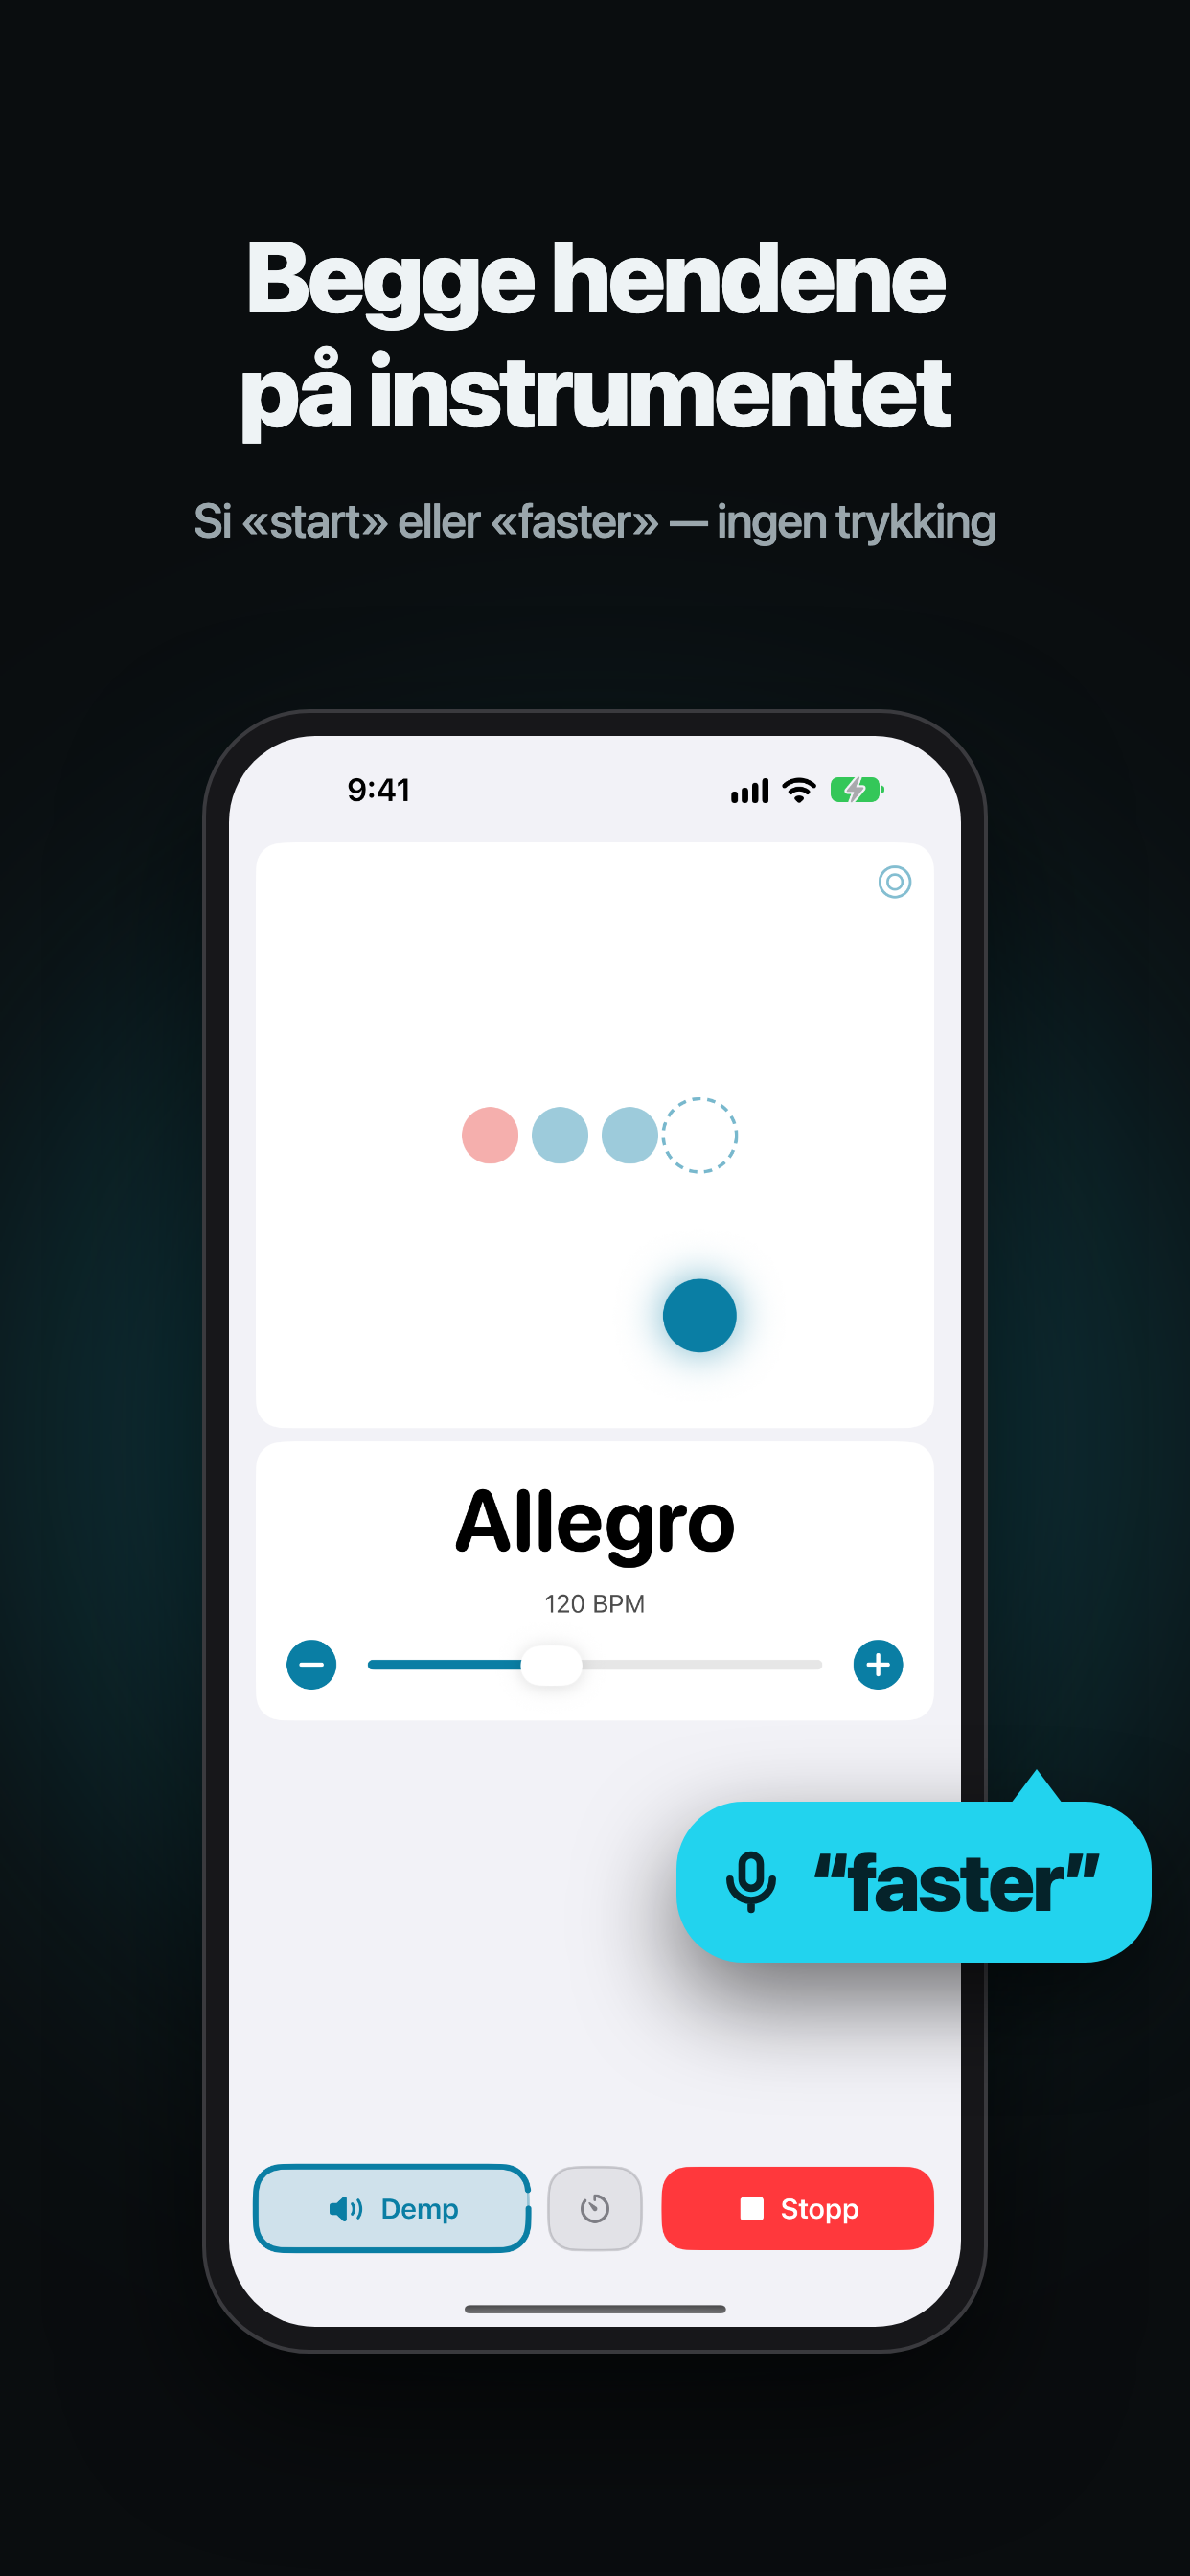 Begge hendene
på instrumentet
Si «start» eller «faster» — ingen trykking
9:41
Allegro
120 BPM
“faster”
Demp
Stopp